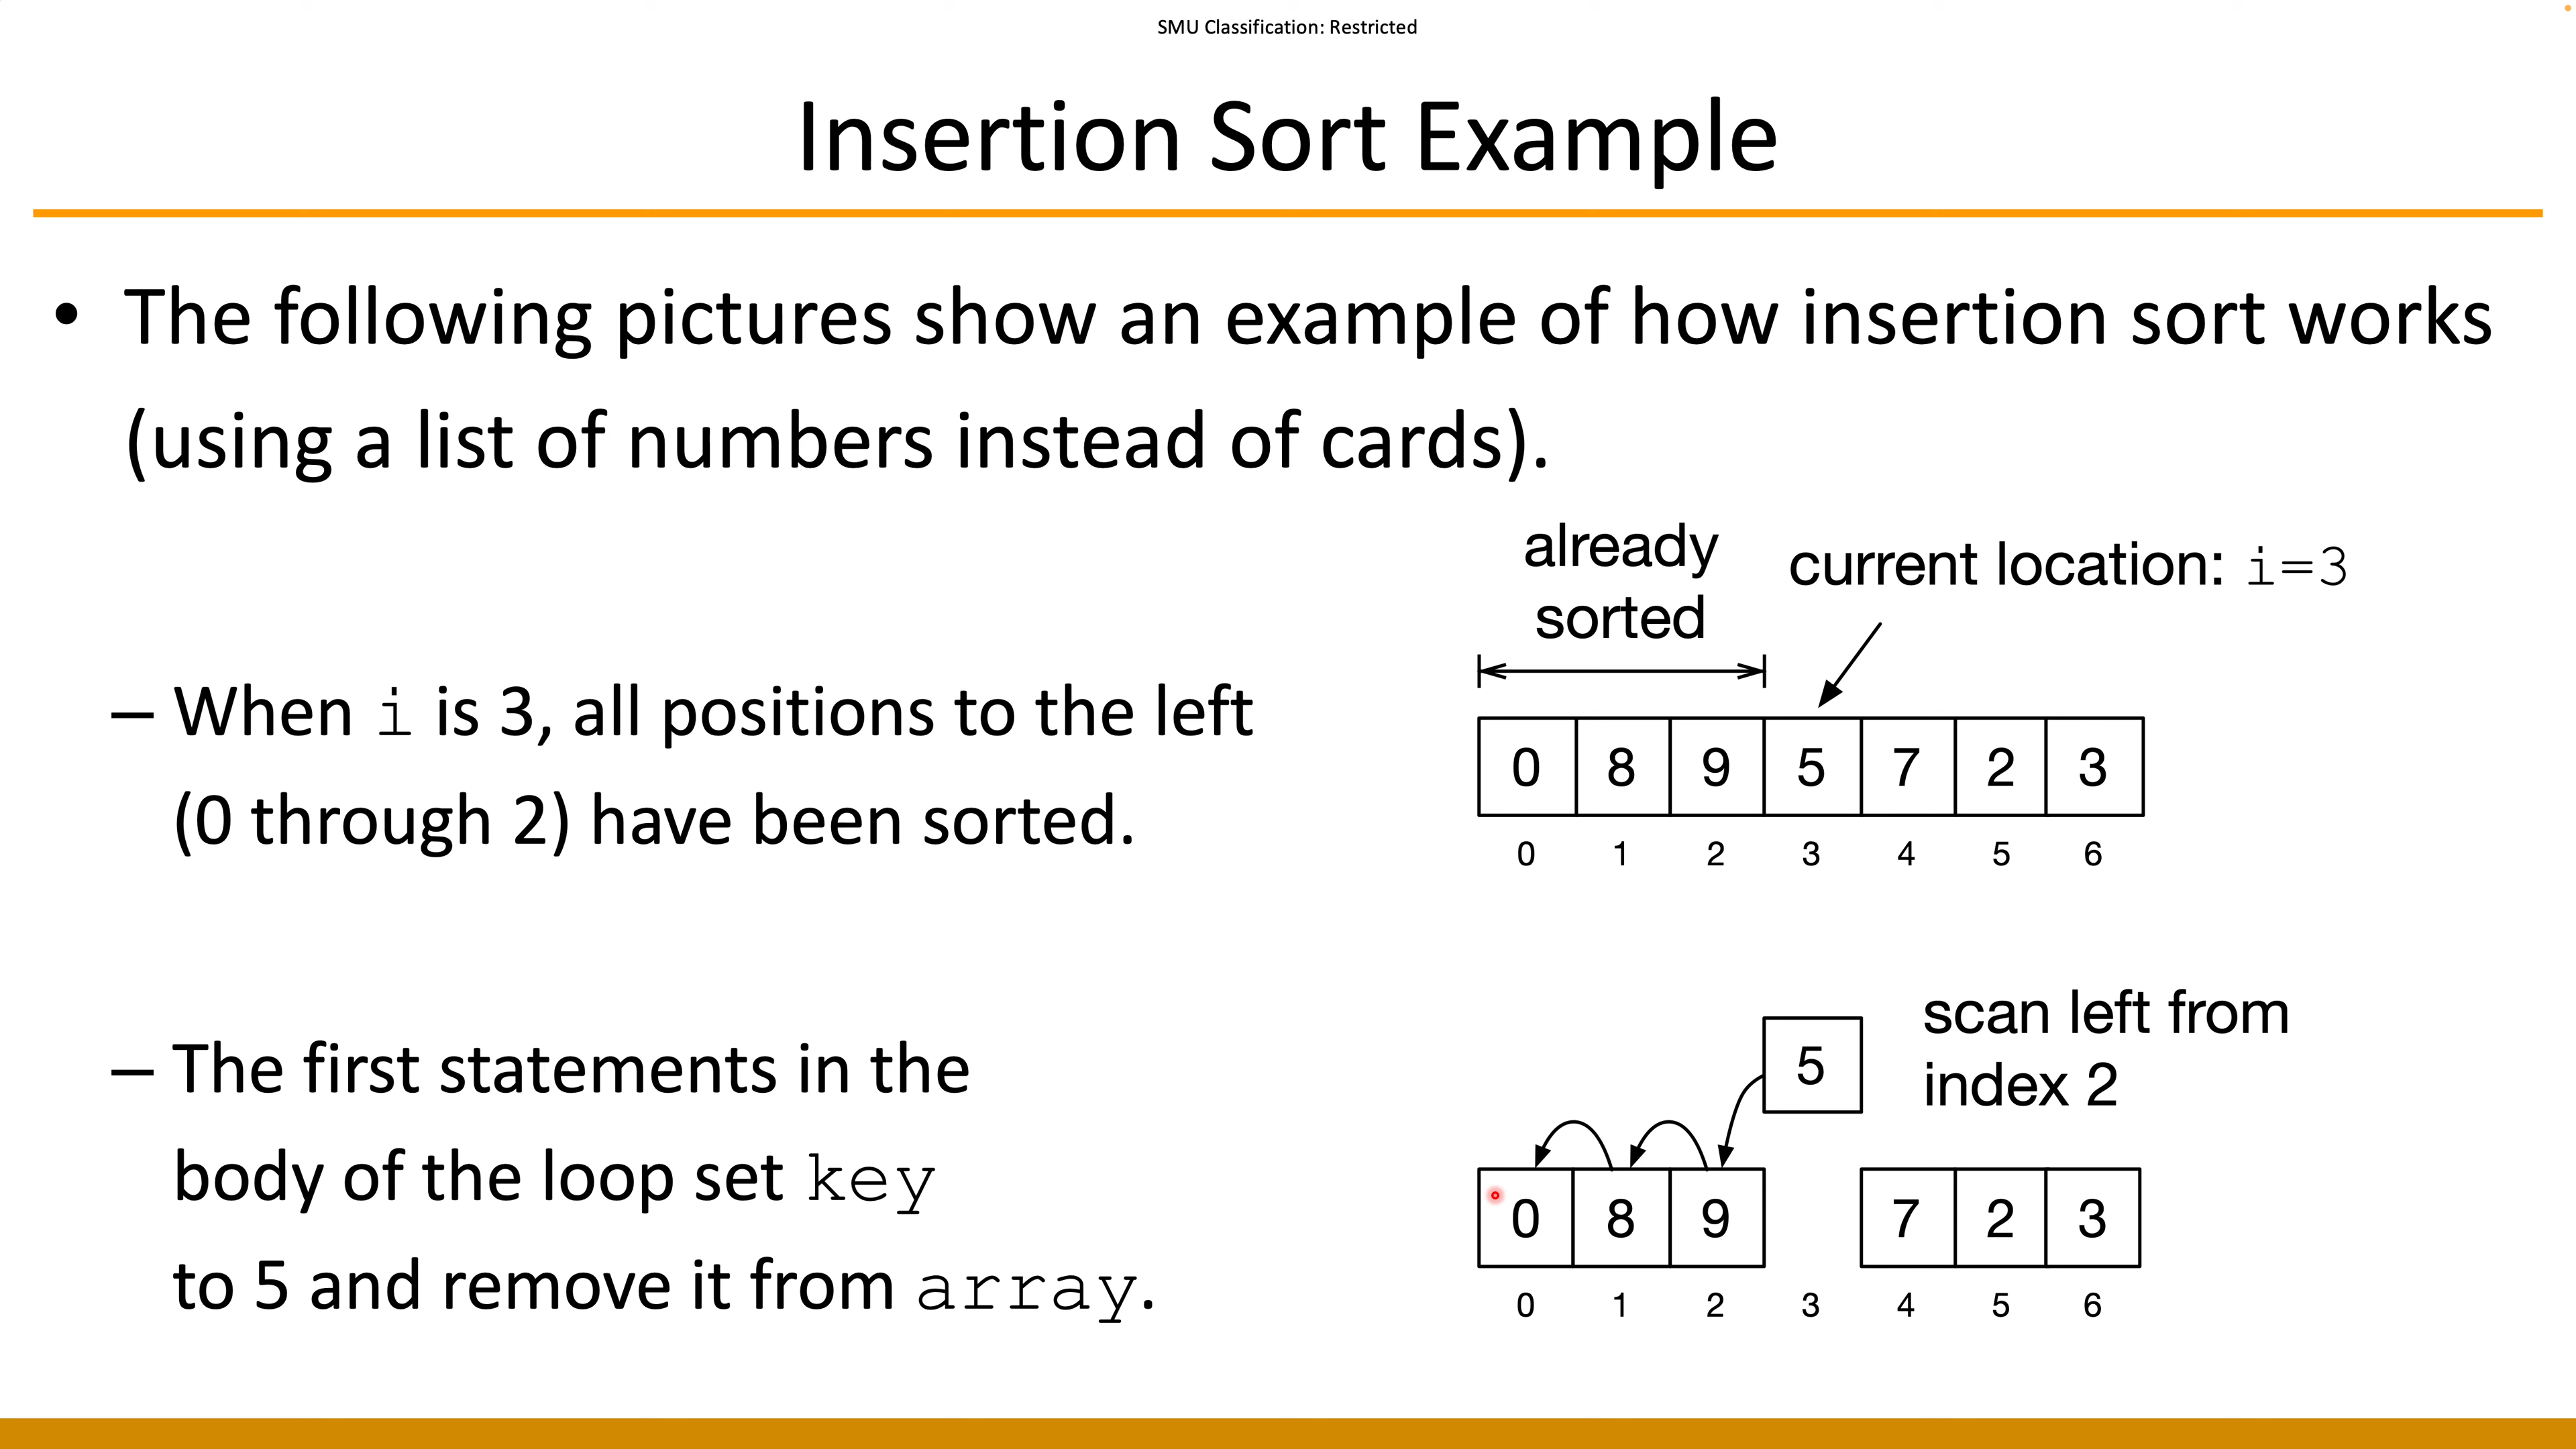 SMU Classification: Restricted
Insertion Sort Example
• The following pictures show an example of how insertion sort works
(using a list of numbers instead of cards).
already
sorted
current location: i=3
– When i is 3, all positions to the left
(0 through 2) have been sorted.
0 8 9 5 7 2 3
0 1 2 3 4 5 6
– The first statements in the
body of the loop set key
to 5 and remove it from array.
scan left from
index 2
5
0 8 9 7 2 3
0 1 2 3 4 5 6